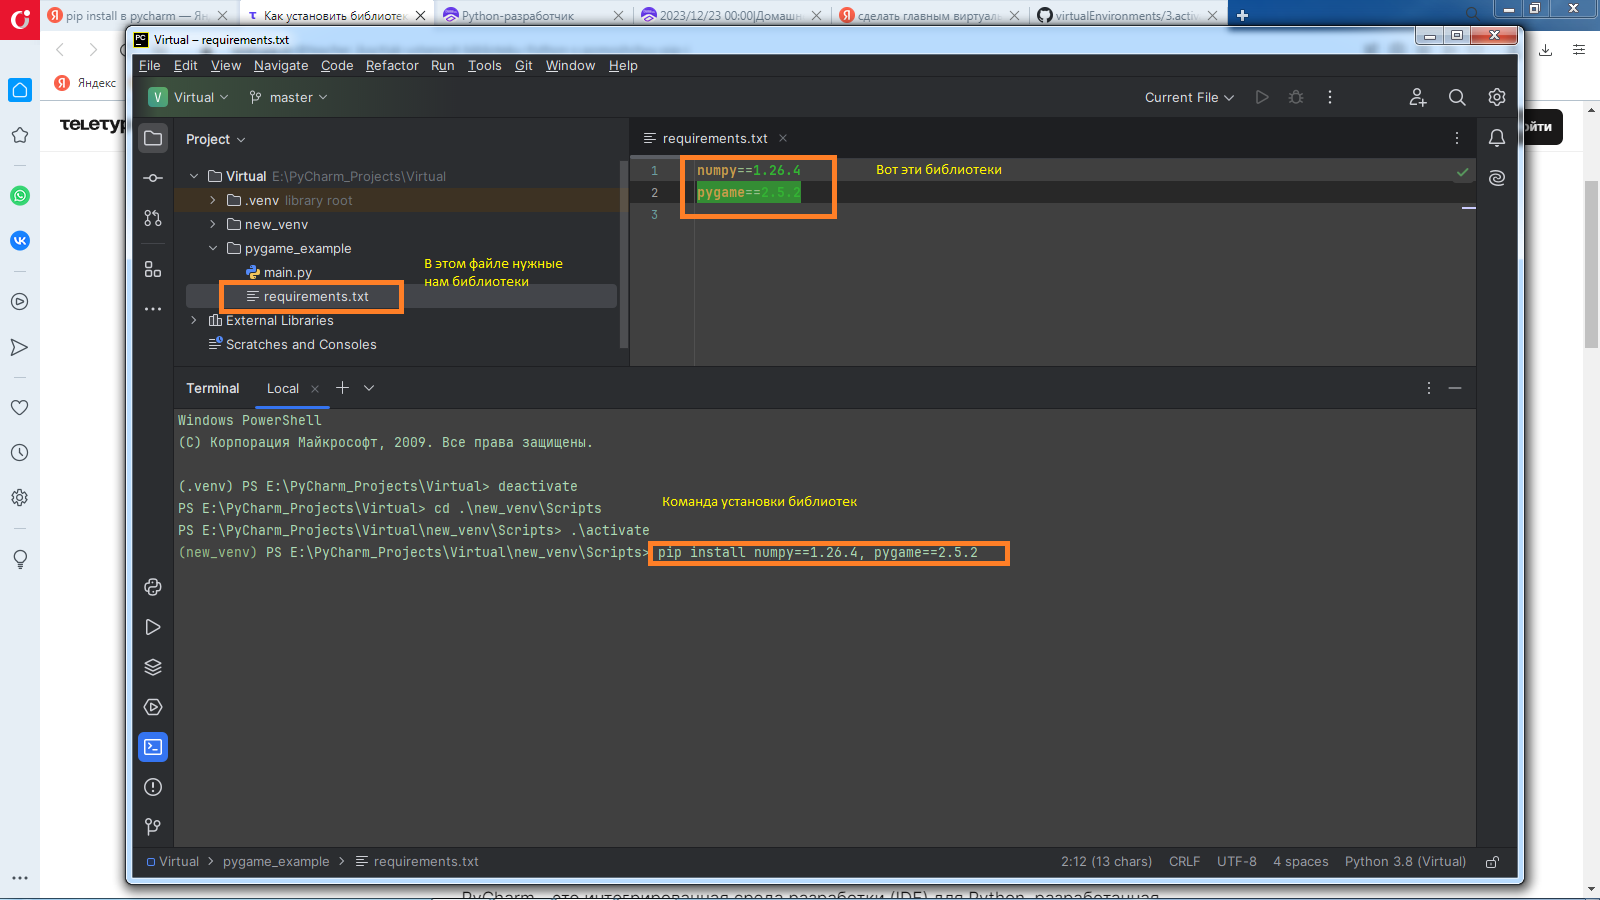 pip install в pycharm — Ян
Как установить библиотек
Python-разработчик
2023/12/23 00:00|Домашн
сделать главным виртуаль
virtualEnvironments/3.activ
Яндекс
TELETYP
ойти
Virtual – requirements.txt
File Edit View Navigate Code Refactor Run Tools Git Window Help
V Virtual master Current File
Project
requirements.txt
Virtual E:\PyCharm_Projects\Virtual
.venv library root
new_venv
pygame_example
main.py
requirements.txt
External Libraries
Scratches and Consoles
В этом файле нужные
нам библиотеки
1 numpy==1.26.4
2 pygame==2.5.2
3
Вот эти библиотеки
Terminal Local
Windows PowerShell
(C) Корпорация Майкрософт, 2009. Все права защищены.
(.venv) PS E:\PyCharm_Projects\Virtual> deactivate
PS E:\PyCharm_Projects\Virtual> cd .\new_venv\Scripts
PS E:\PyCharm_Projects\Virtual\new_venv\Scripts> .\activate
(new_venv) PS E:\PyCharm_Projects\Virtual\new_venv\Scripts> pip install numpy==1.26.4, pygame==2.5.2
Команда установки библиотек
Virtual > pygame_example > requirements.txt
2:12 (13 chars) CRLF UTF-8 4 spaces Python 3.8 (Virtual)
PyCharm – это интегрированная среда разработки (IDE) для Python, разработанная